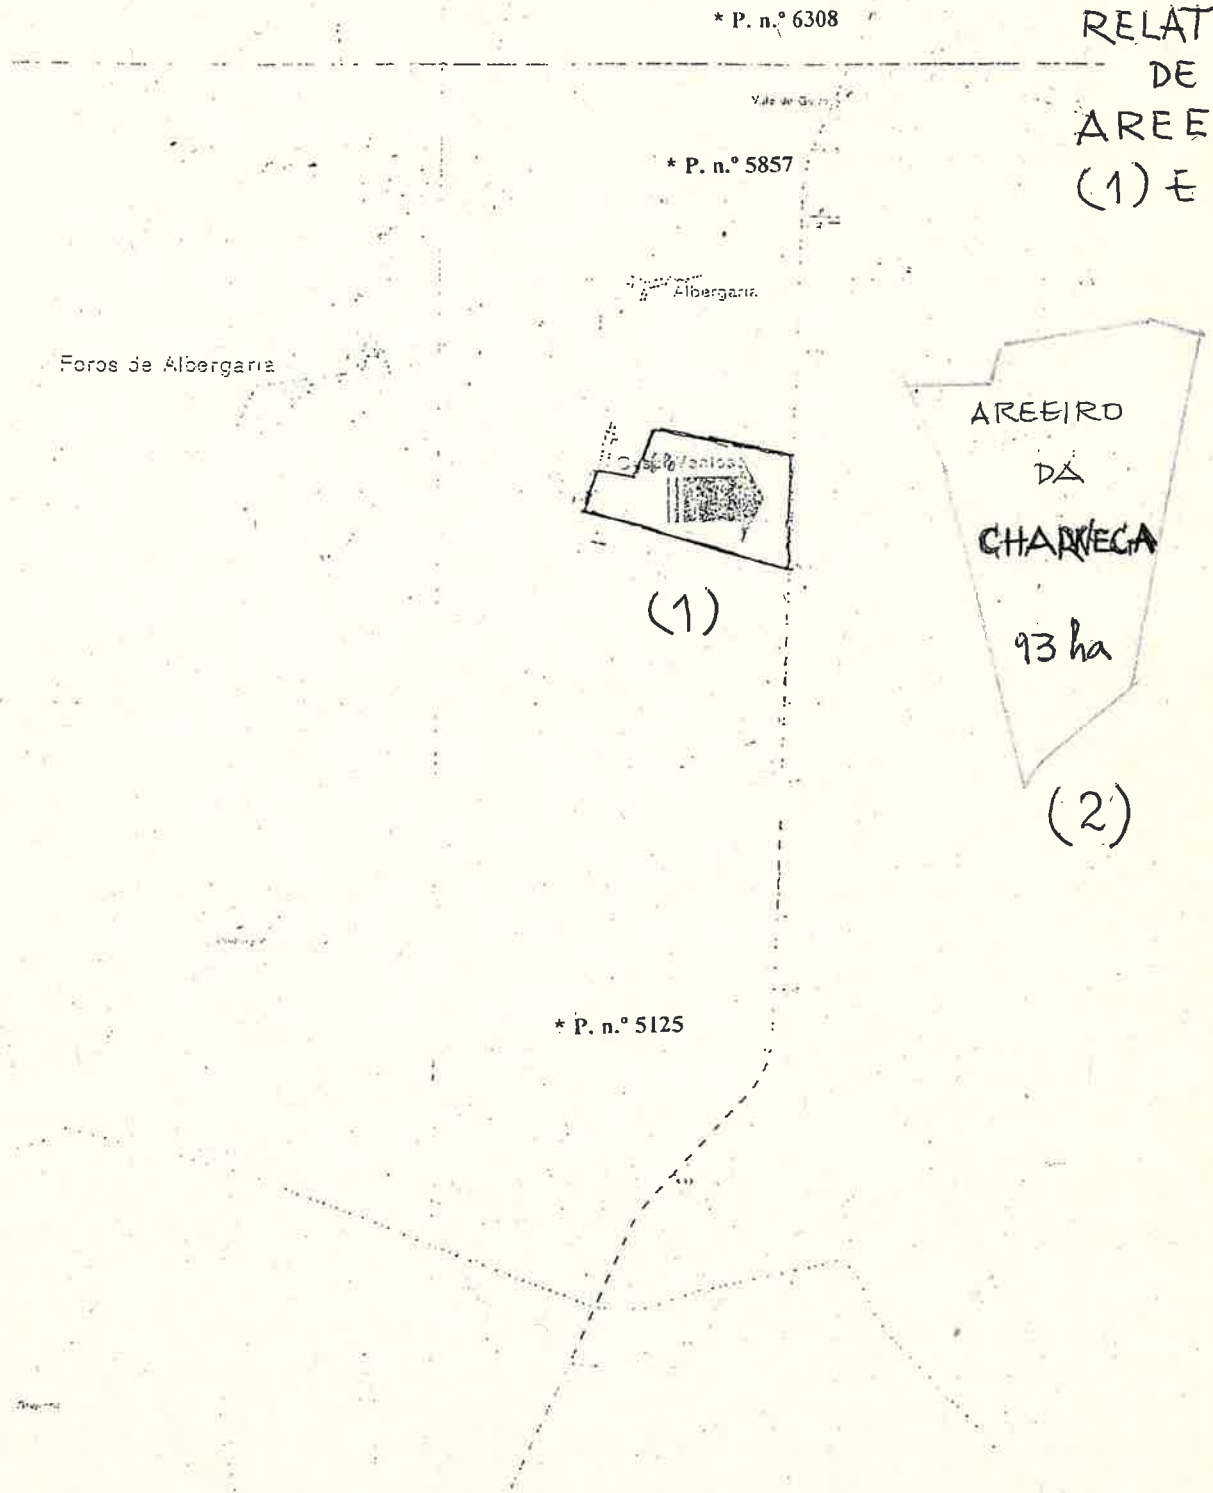 * P. n.º 6308
RELAT
DE
AREE
(1) E
* P. n.º 5857
Albergaria
Foros de Albergaria
AREEIRO
DA
CHARNECA
93 ha
(1)
(2)
* P. n.º 5125